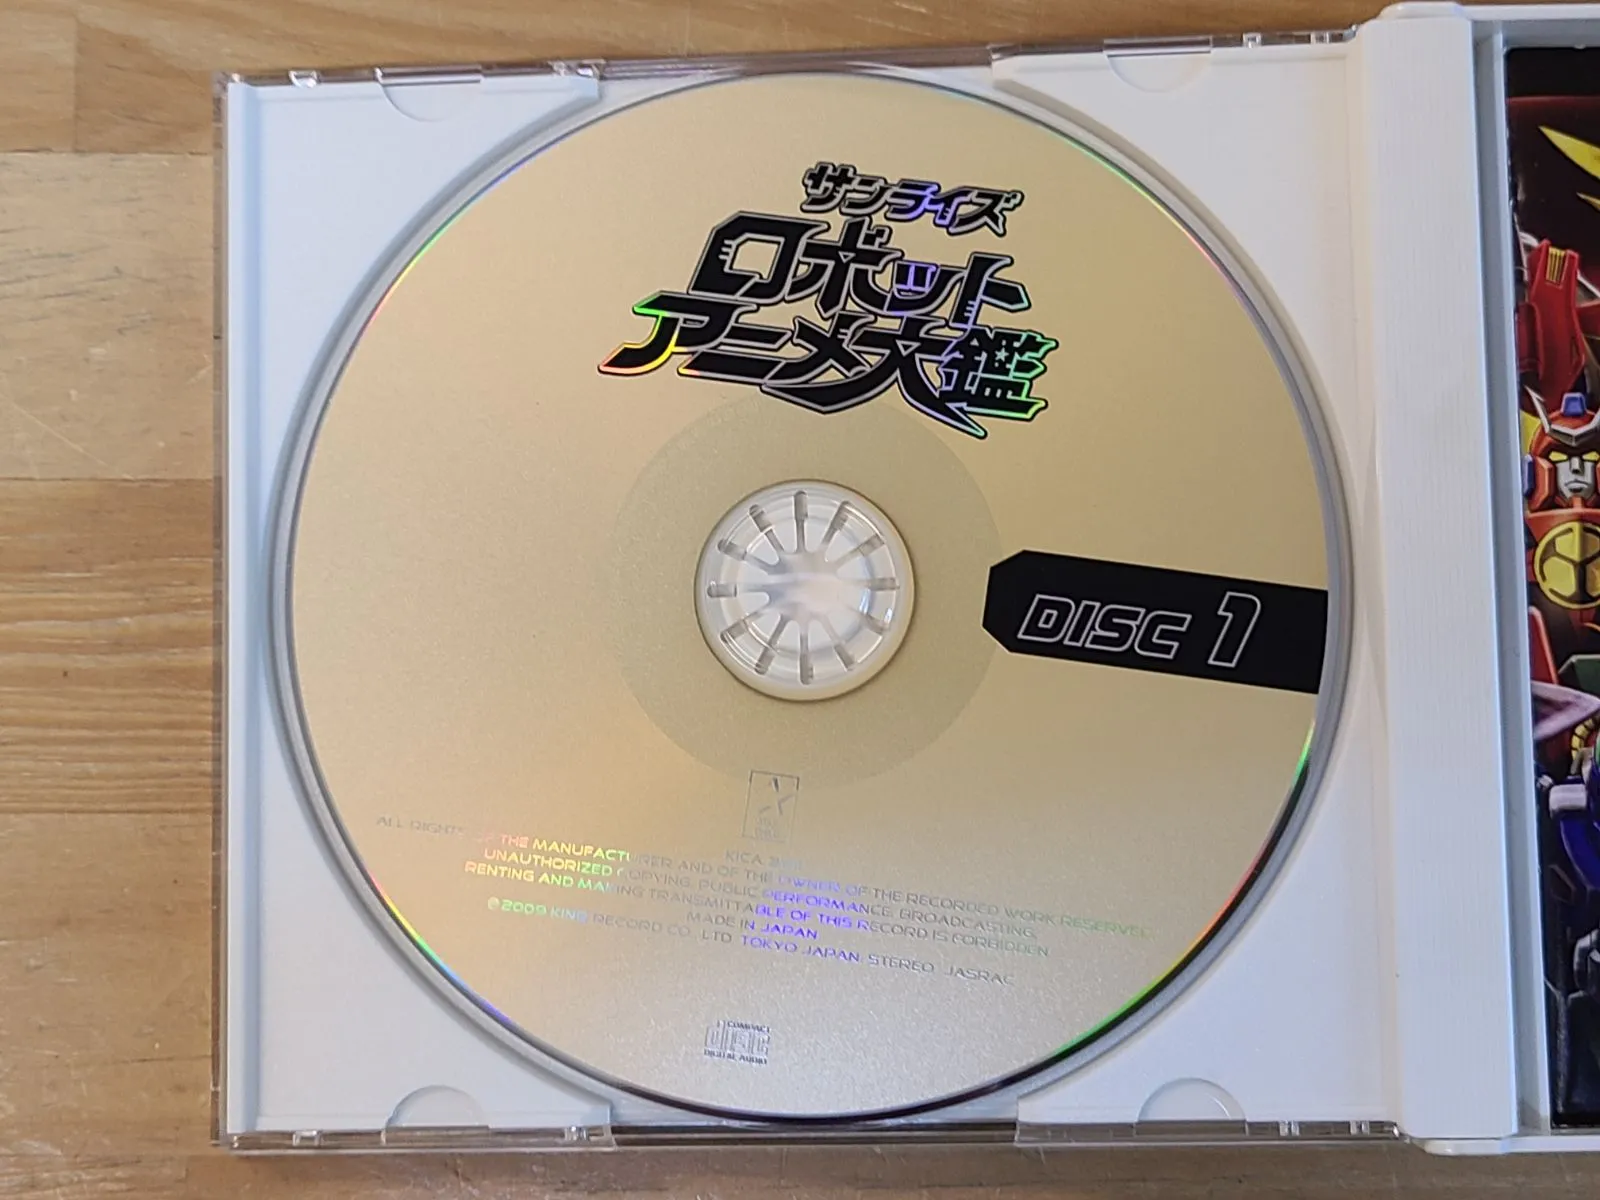 サンライズ
ロボット
アニメ大鑑
DISC 1
KICA
ALL RIGHTS OF THE MANUFACTURER AND OF THE OWNER OF THE RECORDED WORK RESERVED.
UNAUTHORIZED COPYING, PUBLIC PERFORMANCE, BROADCASTING,
RENTING AND MAKING TRANSMITTABLE OF THIS RECORD IS FORBIDDEN.
MADE IN JAPAN
℗2009 KING RECORD CO., LTD. TOKYO JAPAN. STEREO JASRAC
COMPACT
disc
DIGITAL AUDIO